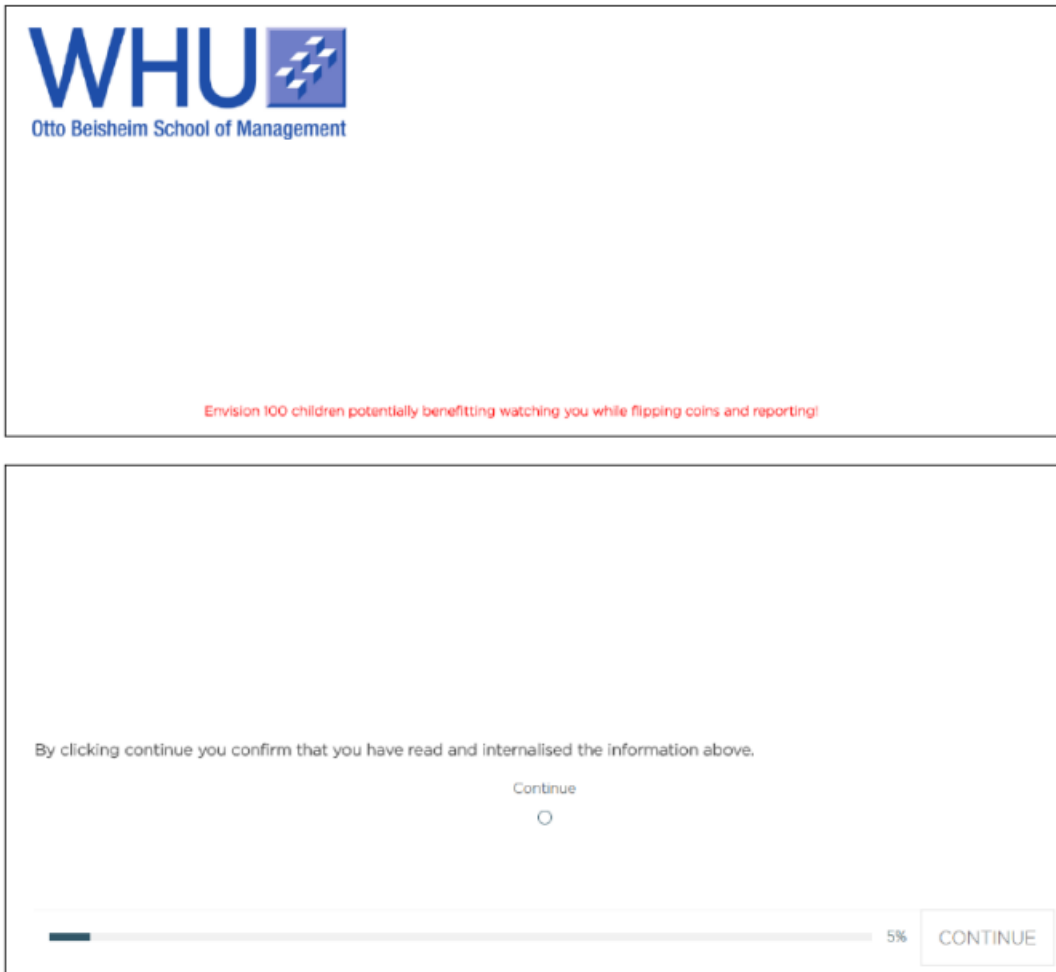 WHU
Otto Beisheim School of Management
Envision 100 children potentially benefitting watching you while flipping coins and reporting!
By clicking continue you confirm that you have read and internalised the information above.
Continue
5%
CONTINUE